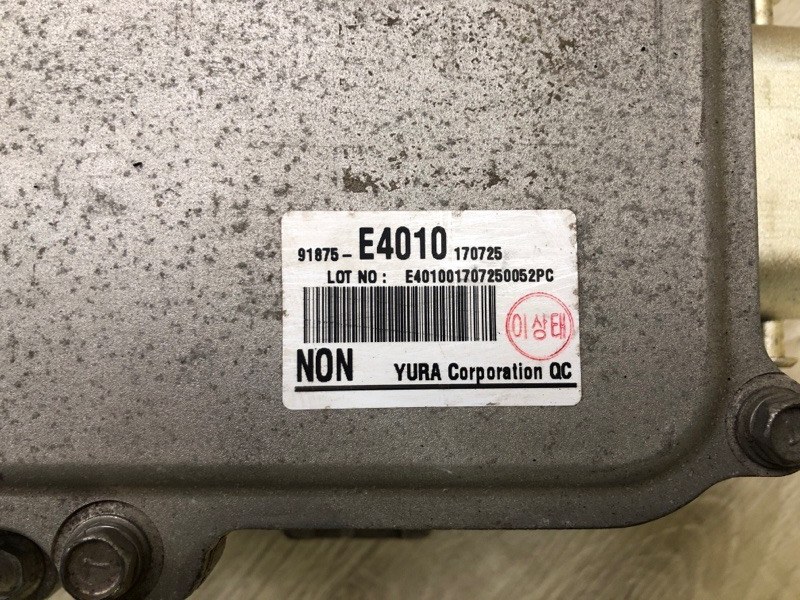 91875- E4010 170725
LOT NO : E401001707250052PC
이상태
NON YURA Corporation QC